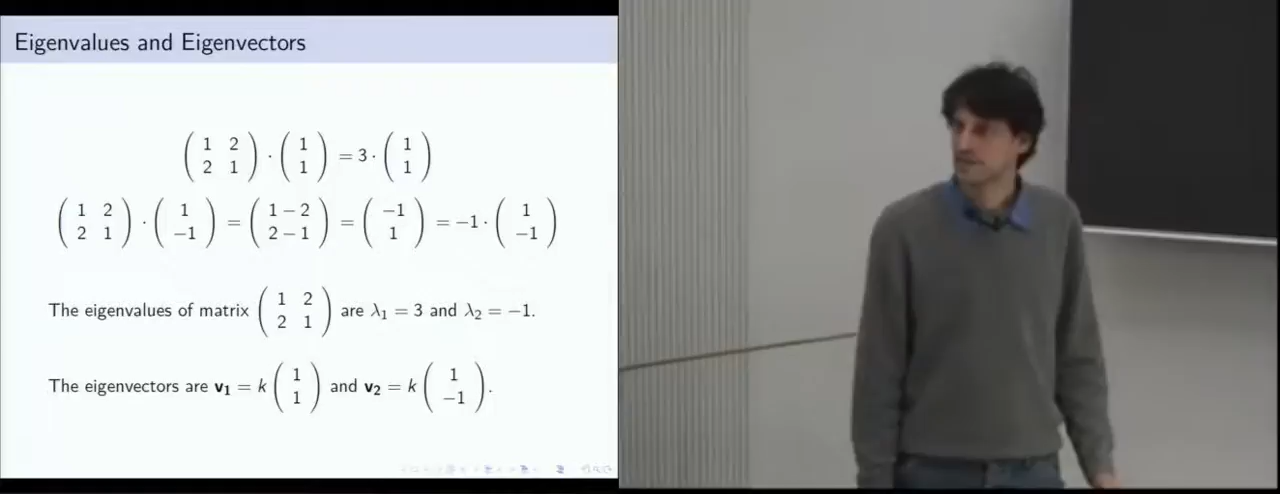 Eigenvalues and Eigenvectors
( 1 2 ; 2 1 ) · ( 1 ; 1 ) = 3 · ( 1 ; 1 )
( 1 2 ; 2 1 ) · ( 1 ; −1 ) = ( 1 − 2 ; 2 − 1 ) = ( −1 ; 1 ) = −1 · ( 1 ; −1 )
The eigenvalues of matrix ( 1 2 ; 2 1 ) are λ₁ = 3 and λ₂ = −1.
The eigenvectors are v₁ = k ( 1 ; 1 ) and v₂ = k ( 1 ; −1 ).